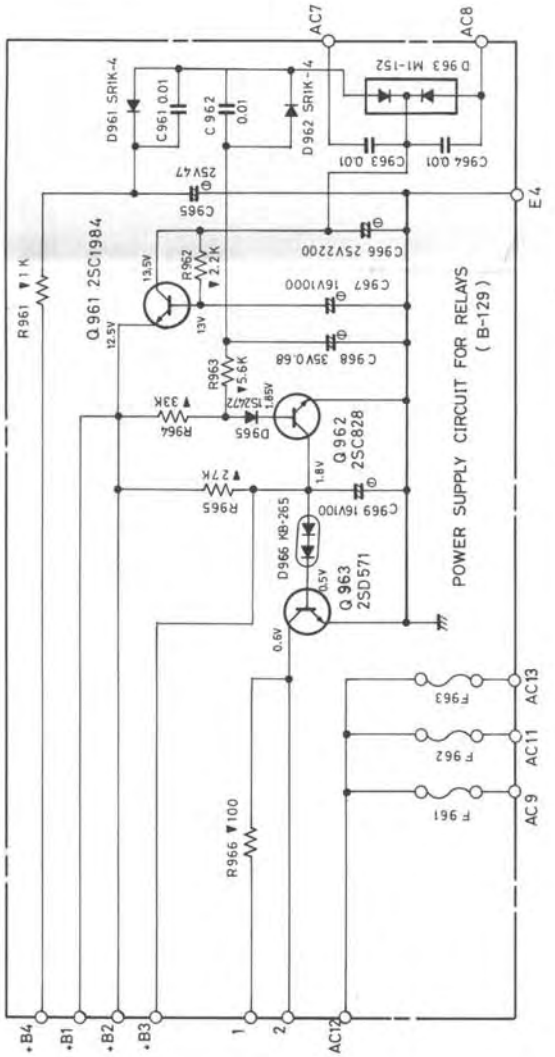 AC7
AC8
D963 M1-152
D961 SR1K-4
C961 0.01
C962
0.01
D962 SR1K-4
C963 0.01
C964 0.01
E4
25V47
C965
C966 25V2200
R961 ▼1K
Q961 2SC1984
13.5V
R962
▼2.2K
12.5V
13V
C967 16V1000
R963
▼5.6K
C968 35V0.68
▼33K
R964
1S2472
D965
1.85V
Q962
2SC828
1.8V
▼27K
R965
C969 16V100
D966 KB-265
0.5V
Q963
2SD571
0.6V
POWER SUPPLY CIRCUIT FOR RELAYS
(B-129)
R966 ▼100
F963
F962
F961
AC13
AC11
AC9
+B4
+B1
+B2
+B3
1
2
AC12